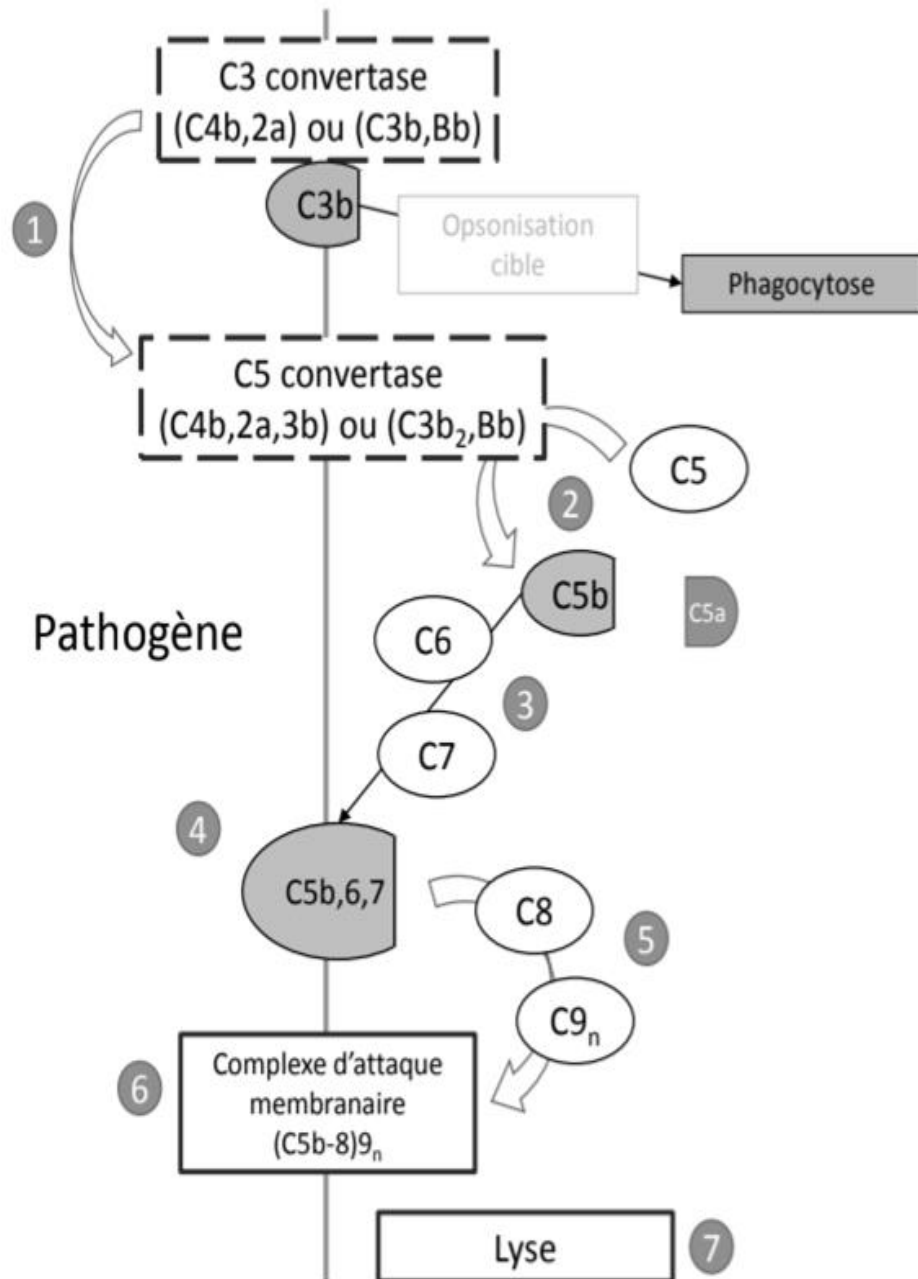 C3 convertase
(C4b,2a) ou (C3b,Bb)
C3b
1
Opsonisation
cible
Phagocytose
C5 convertase
(C4b,2a,3b) ou (C3b₂,Bb)
C5
2
C5b
C5a
Pathogène
C6
3
C7
4
C5b,6,7
C8
5
C9ₙ
6
Complexe d'attaque
membranaire
(C5b-8)9ₙ
Lyse
7